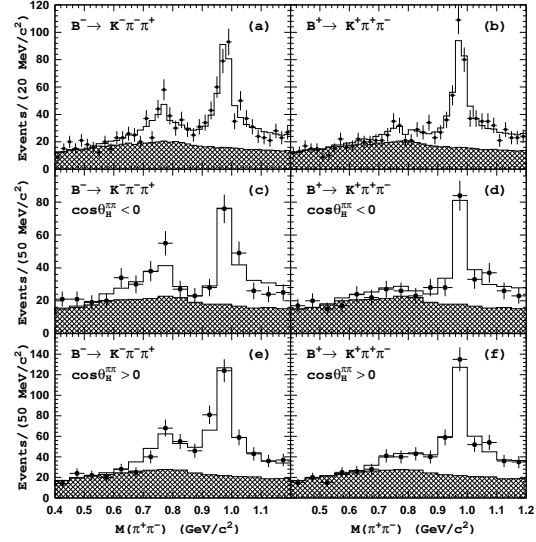 B⁻→ K⁻π⁻π⁺ (a)
B⁺→ K⁺π⁺π⁻ (b)
Events/(20 MeV/c²)
120
100
80
60
40
20
0
B⁻→ K⁻π⁻π⁺ (c)
cosθ_H^ππ < 0
B⁺→ K⁺π⁺π⁻ (d)
cosθ_H^ππ < 0
Events/(50 MeV/c²)
80
60
40
20
0
B⁻→ K⁻π⁻π⁺ (e)
cosθ_H^ππ > 0
B⁺→ K⁺π⁺π⁻ (f)
cosθ_H^ππ > 0
Events/(50 MeV/c²)
140
120
100
80
60
40
20
0
0.4 0.5 0.6 0.7 0.8 0.9 1 1.1
0.5 0.6 0.7 0.8 0.9 1 1.1 1.2
M(π⁺π⁻) (GeV/c²)
M(π⁺π⁻) (GeV/c²)